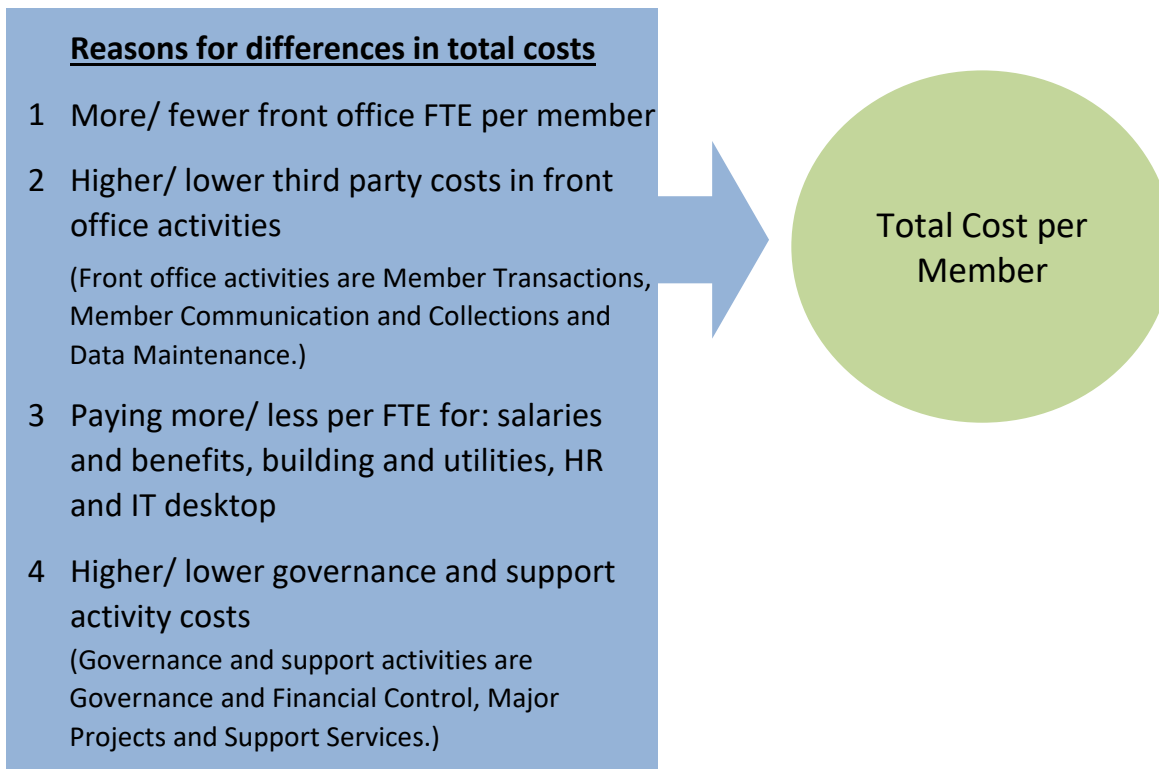 Reasons for differences in total costs
1 More/ fewer front office FTE per member
2 Higher/ lower third party costs in front
office activities
(Front office activities are Member Transactions,
Member Communication and Collections and
Data Maintenance.)
3 Paying more/ less per FTE for: salaries
and benefits, building and utilities, HR
and IT desktop
4 Higher/ lower governance and support
activity costs
(Governance and support activities are
Governance and Financial Control, Major
Projects and Support Services.)
Total Cost per
Member